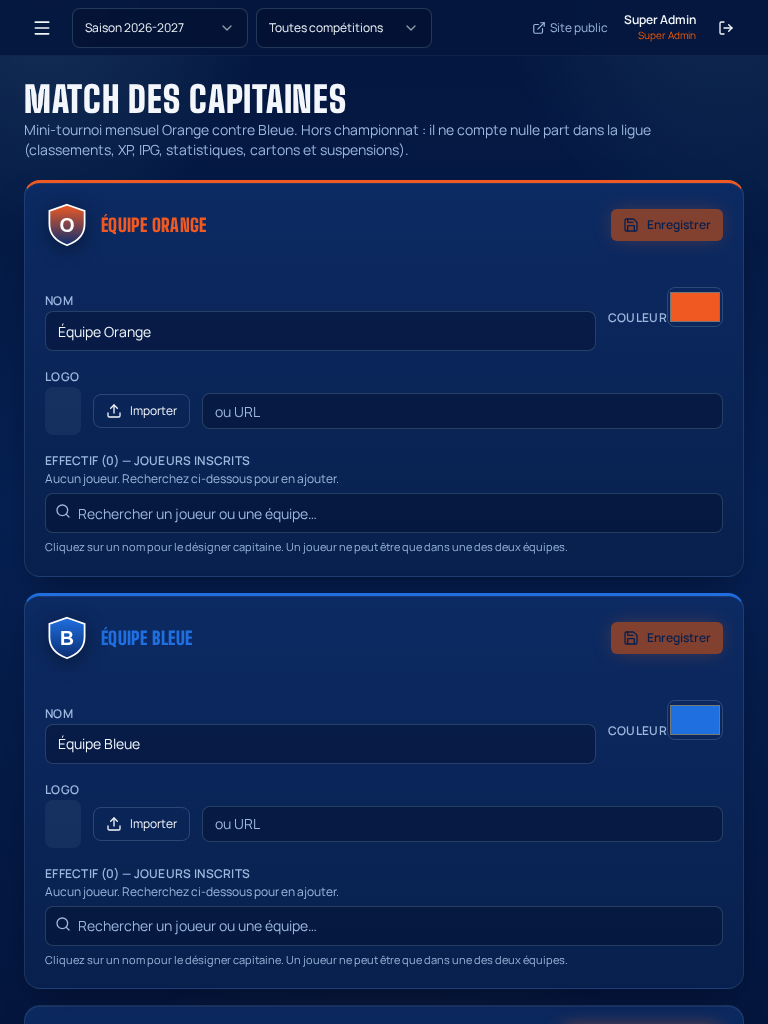 Saison 2026-2027
Toutes compétitions
Site public
Super Admin
Super Admin
MATCH DES CAPITAINES
Mini-tournoi mensuel Orange contre Bleue. Hors championnat : il ne compte nulle part dans la ligue
(classements, XP, IPG, statistiques, cartons et suspensions).
O
ÉQUIPE ORANGE
Enregistrer
NOM
Équipe Orange
COULEUR
LOGO
Importer
ou URL
EFFECTIF (0) — JOUEURS INSCRITS
Aucun joueur. Recherchez ci-dessous pour en ajouter.
Rechercher un joueur ou une équipe...
Cliquez sur un nom pour le désigner capitaine. Un joueur ne peut être que dans une des deux équipes.
B
ÉQUIPE BLEUE
Enregistrer
NOM
Équipe Bleue
COULEUR
LOGO
Importer
ou URL
EFFECTIF (0) — JOUEURS INSCRITS
Aucun joueur. Recherchez ci-dessous pour en ajouter.
Rechercher un joueur ou une équipe...
Cliquez sur un nom pour le désigner capitaine. Un joueur ne peut être que dans une des deux équipes.